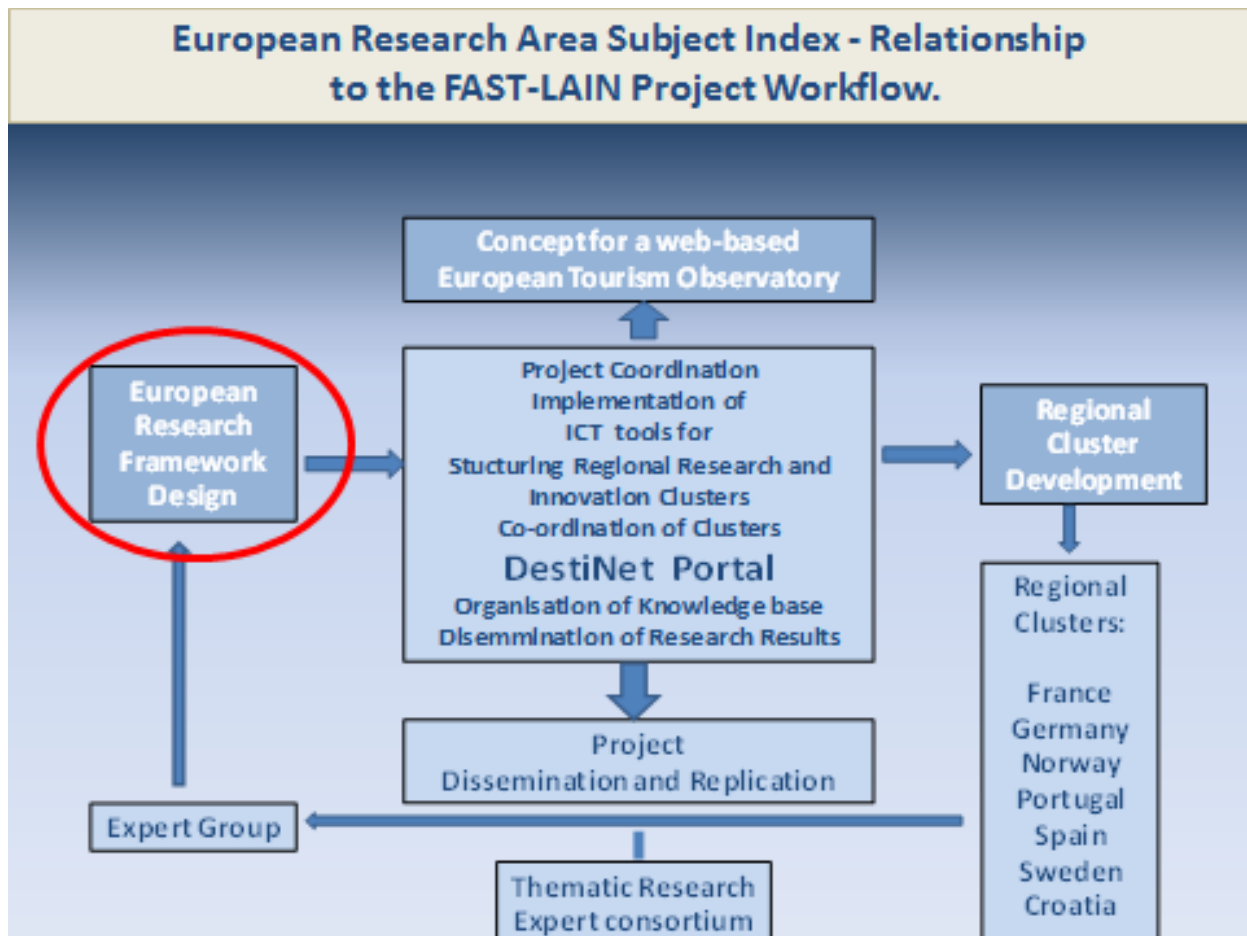 European Research Area Subject Index - Relationship
to the FAST-LAIN Project Workflow.
Concept for a web-based
European Tourism Observatory
European
Research
Framework
Design
Project Coordination
Implementation of
ICT tools for
Stucturing Regional Research and
Innovation Clusters
Co-ordination of Clusters
DestiNet Portal
Organisation of Knowledge base
Disemmination of Research Results
Regional
Cluster
Development
Regional
Clusters:
France
Germany
Norway
Portugal
Spain
Sweden
Croatia
Project
Dissemination and Replication
Expert Group
Thematic Research
Expert consortium